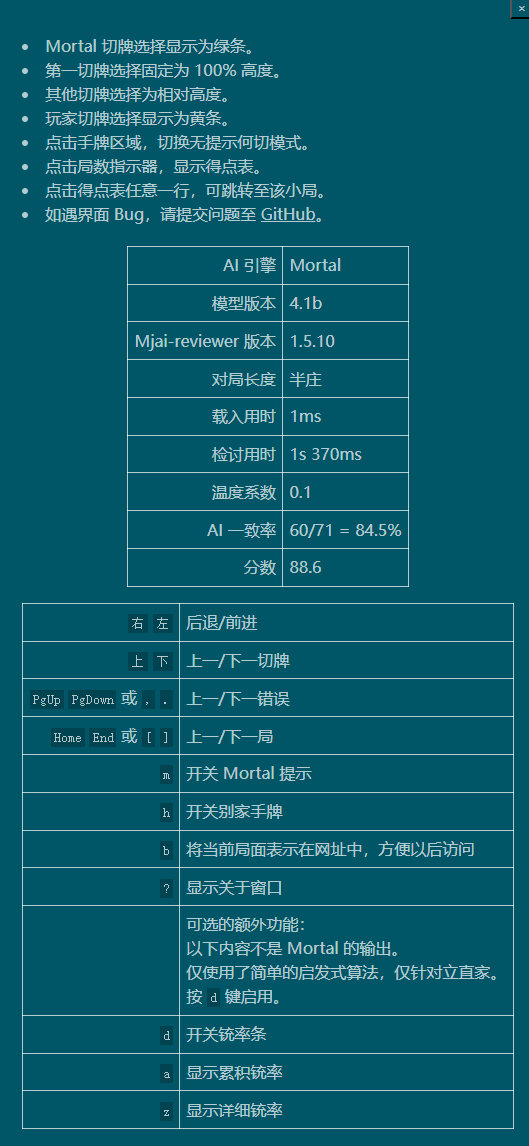 ×
Mortal 切牌选择显示为绿条。
第一切牌选择固定为 100% 高度。
其他切牌选择为相对高度。
玩家切牌选择显示为黄条。
点击手牌区域，切换无提示何切模式。
点击局数指示器，显示得点表。
点击得点表任意一行，可跳转至该小局。
如遇界面 Bug，请提交问题至 GitHub。
AI 引擎 Mortal
模型版本 4.1b
Mjai-reviewer 版本 1.5.10
对局长度 半庄
载入用时 1ms
检讨用时 1s 370ms
温度系数 0.1
AI 一致率 60/71 = 84.5%
分数 88.6
右 左 后退/前进
上 下 上一/下一切牌
PgUp PgDown 或 , . 上一/下一错误
Home End 或 [ ] 上一/下一局
m 开关 Mortal 提示
h 开关别家手牌
b 将当前局面表示在网址中，方便以后访问
? 显示关于窗口
可选的额外功能：
以下内容不是 Mortal 的输出。
仅使用了简单的启发式算法，仅针对立直家。
按 d 键启用。
d 开关铳率条
a 显示累积铳率
z 显示详细铳率